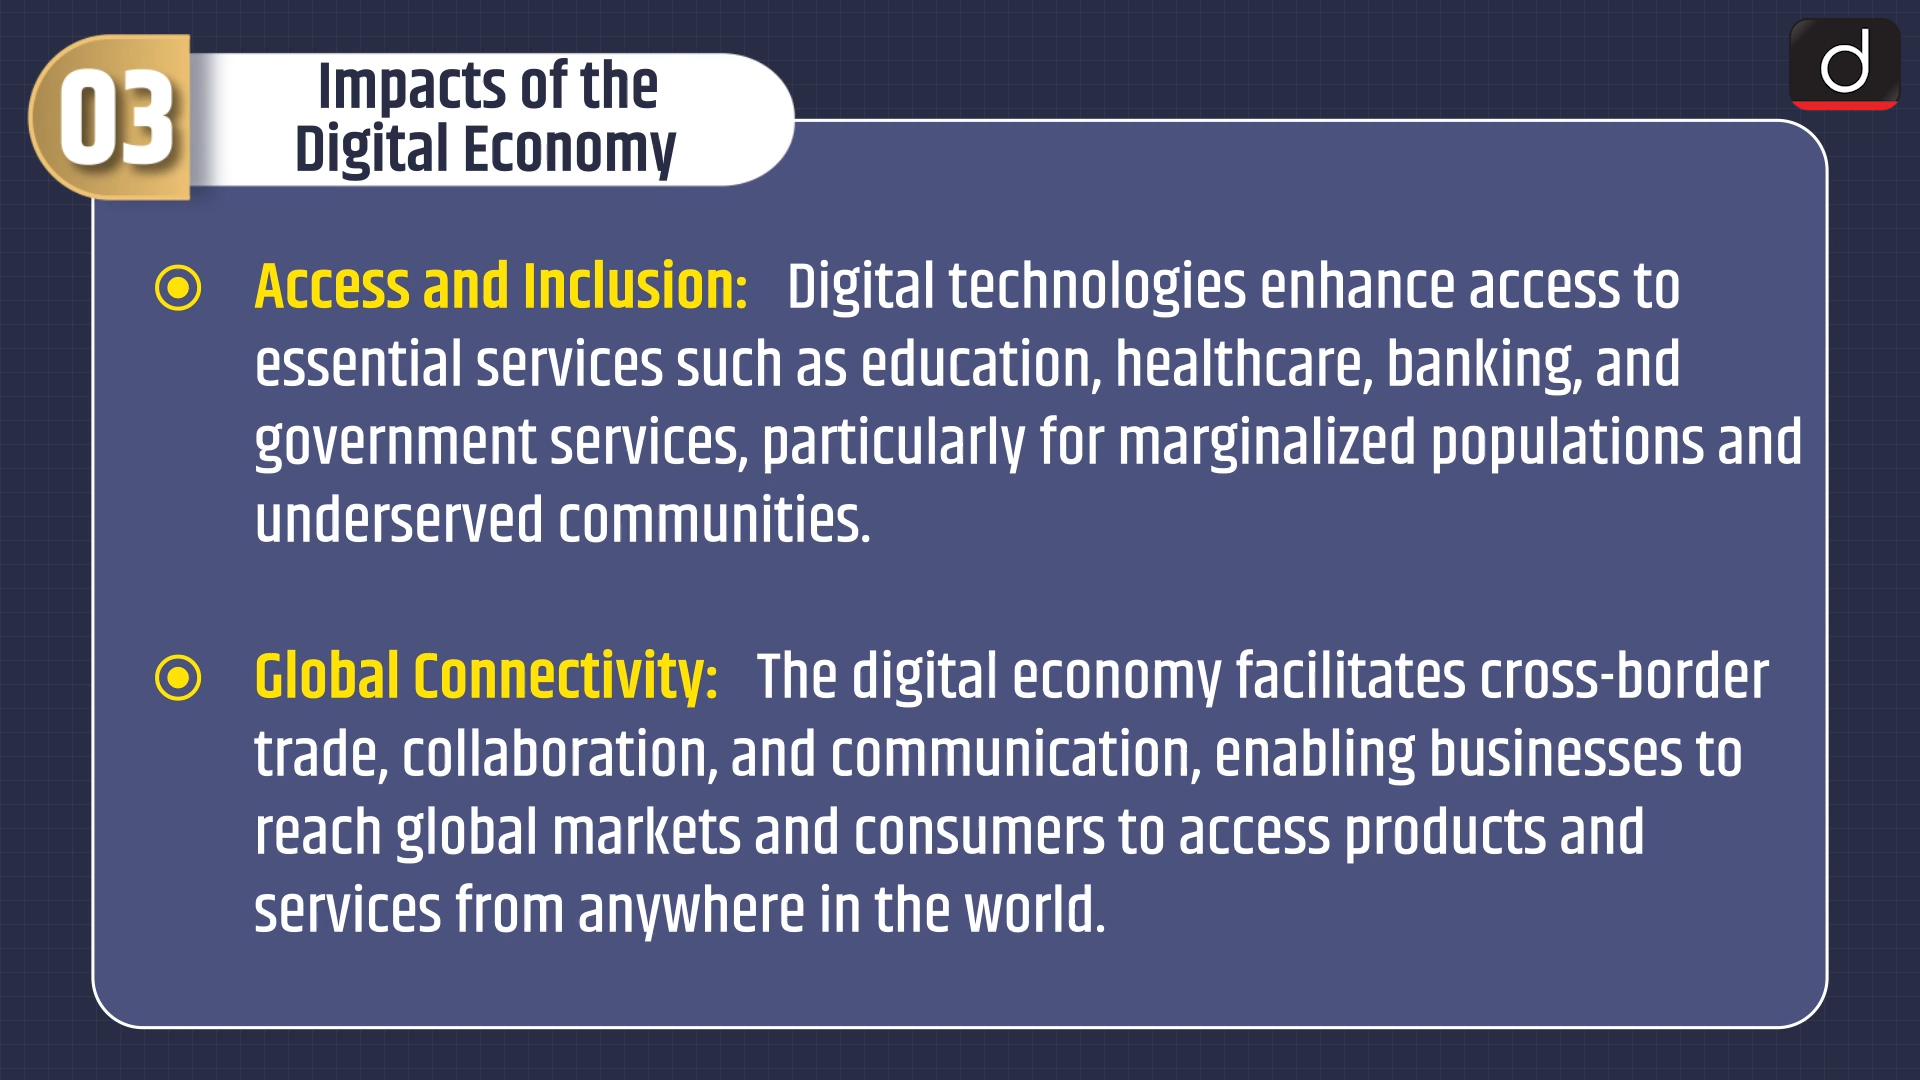 03
Impacts of the
Digital Economy
d
Access and Inclusion: Digital technologies enhance access to
essential services such as education, healthcare, banking, and
government services, particularly for marginalized populations and
underserved communities.
Global Connectivity: The digital economy facilitates cross-border
trade, collaboration, and communication, enabling businesses to
reach global markets and consumers to access products and
services from anywhere in the world.